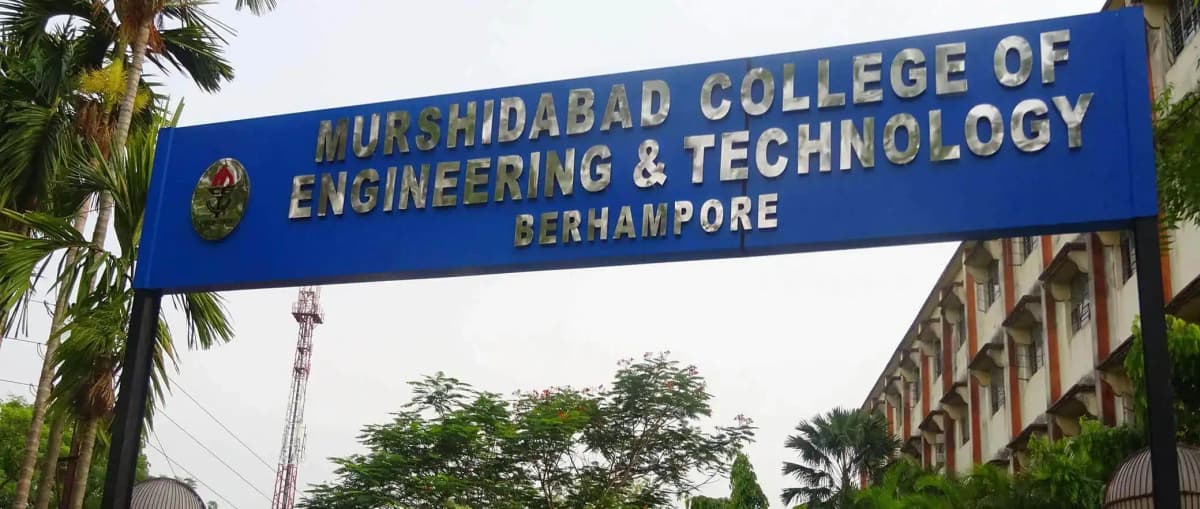 MURSHIDABAD COLLEGE OF
ENGINEERING & TECHNOLOGY
BERHAMPORE